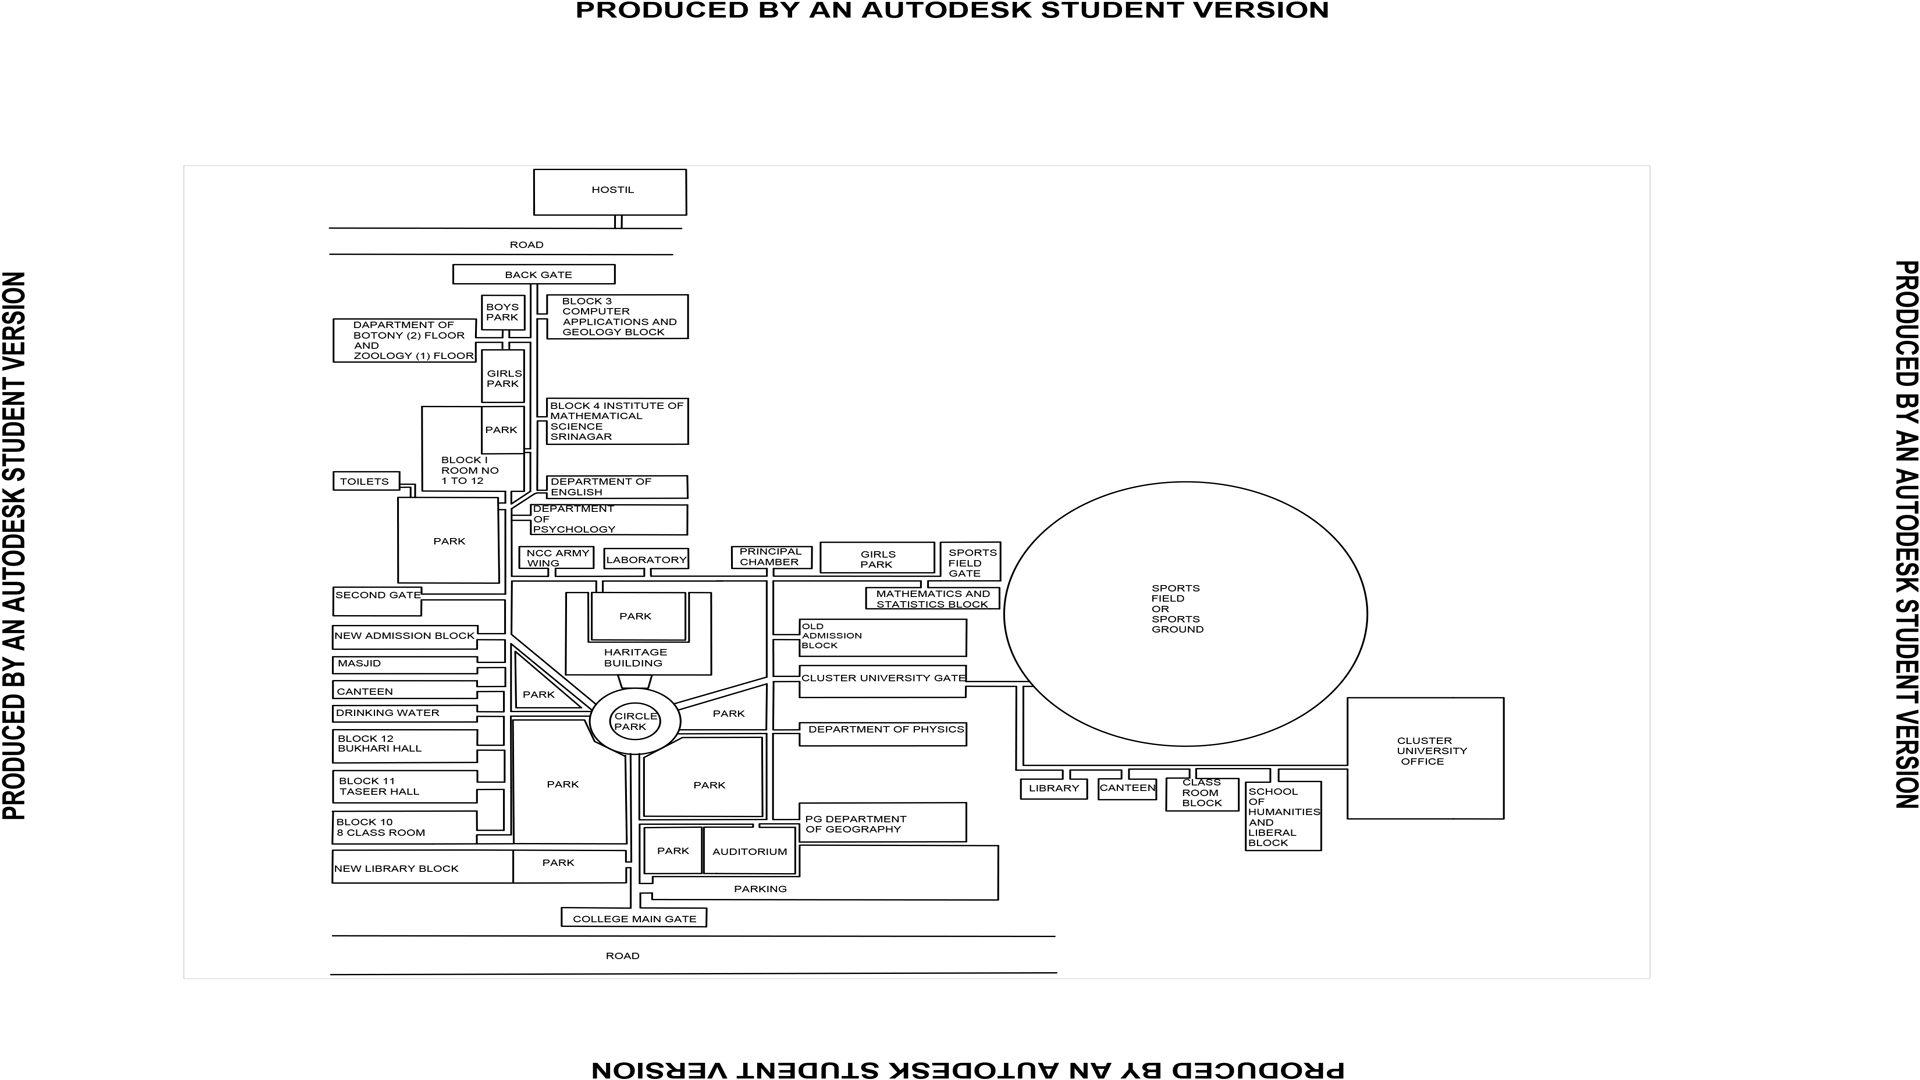 PRODUCED BY AN AUTODESK STUDENT VERSION
PRODUCED BY AN AUTODESK STUDENT VERSION
PRODUCED BY AN AUTODESK STUDENT VERSION
HOSTIL
ROAD
BACK GATE
BOYS
PARK
BLOCK 3
COMPUTER
APPLICATIONS AND
GEOLOGY BLOCK
DAPARTMENT OF
BOTONY (2) FLOOR
AND
ZOOLOGY (1) FLOOR
GIRLS
PARK
BLOCK 4 INSTITUTE OF
MATHEMATICAL
SCIENCE
SRINAGAR
PARK
BLOCK I
ROOM NO
1 TO 12
TOILETS
DEPARTMENT OF
ENGLISH
DEPARTMENT
OF
PSYCHOLOGY
PARK
NCC ARMY
WING
LABORATORY
PRINCIPAL
CHAMBER
GIRLS
PARK
SPORTS
FIELD
GATE
MATHEMATICS AND
STATISTICS BLOCK
SPORTS
FIELD
OR
SPORTS
GROUND
SECOND GATE
PARK
HARITAGE
BUILDING
OLD
ADMISSION
BLOCK
NEW ADMISSION BLOCK
MASJID
CANTEEN
DRINKING WATER
PARK
CIRCLE
PARK
PARK
CLUSTER UNIVERSITY GATE
DEPARTMENT OF PHYSICS
BLOCK 12
BUKHARI HALL
BLOCK 11
TASEER HALL
BLOCK 10
8 CLASS ROOM
PARK
PARK
CLUSTER
UNIVERSITY
OFFICE
LIBRARY
CANTEEN
CLASS
ROOM
BLOCK
SCHOOL
OF
HUMANITIES
AND
LIBERAL
BLOCK
PG DEPARTMENT
OF GEOGRAPHY
NEW LIBRARY BLOCK
PARK
PARK
AUDITORIUM
PARKING
COLLEGE MAIN GATE
ROAD
PRODUCED BY AN AUTODESK STUDENT VERSION